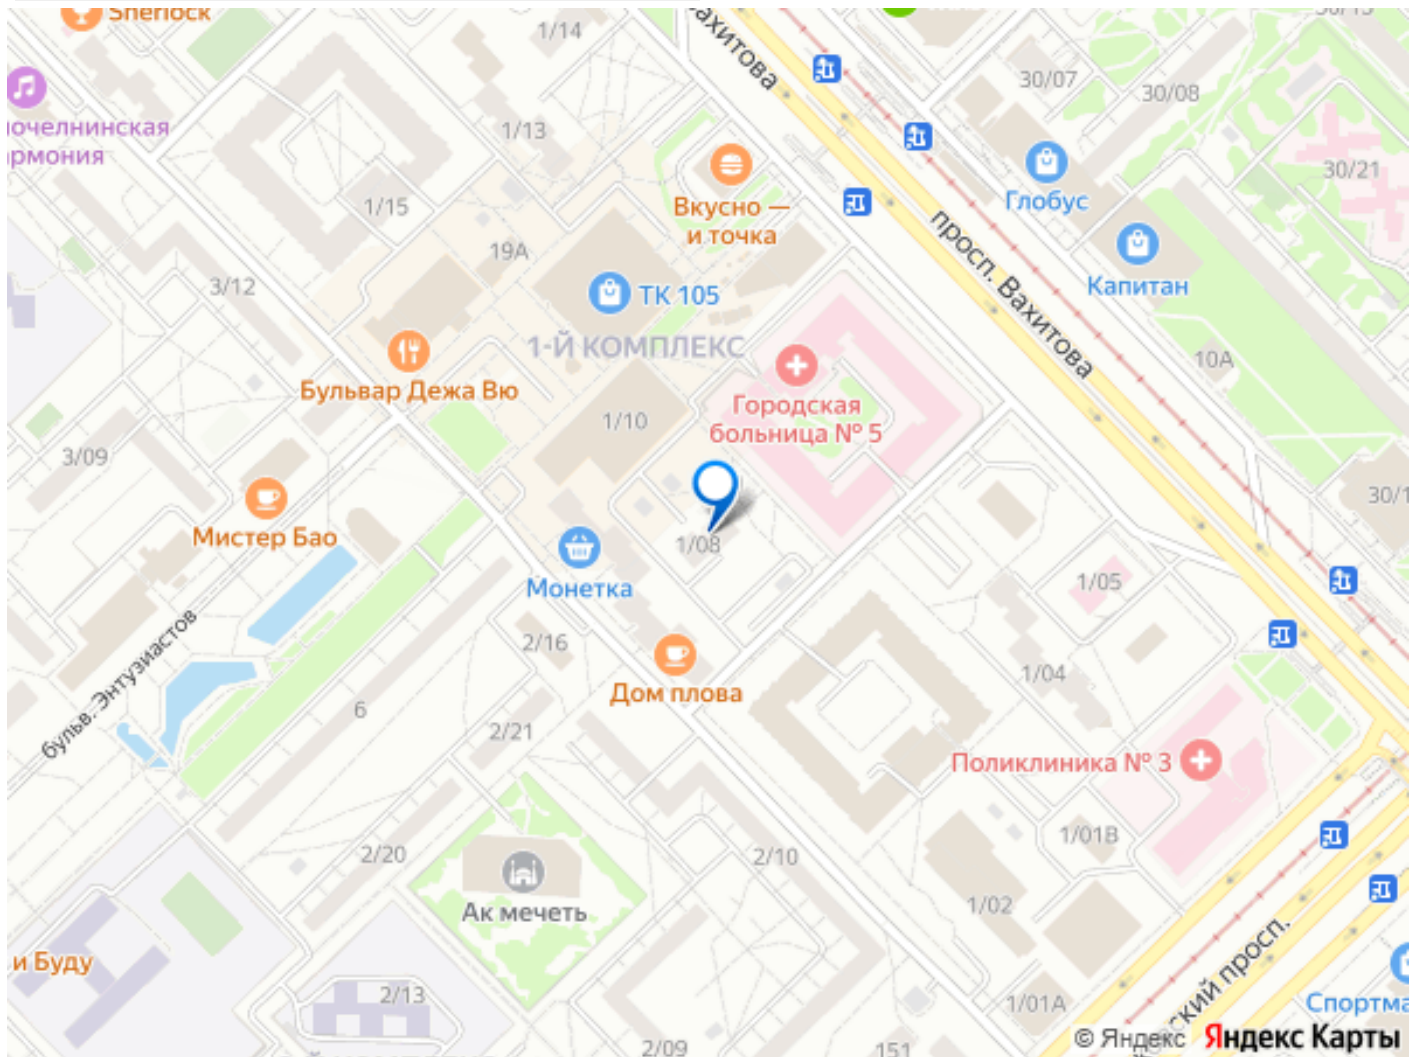 Sherlock
1/14
Вахитова
30/07
30/08
очелнинская
рмония
1/13
30/21
1/15
Вкусно —
и точка
Глобус
19А
просп. Вахитова
3/12
ТК 105
Капитан
1-Й КОМПЛЕКС
10А
Бульвар Дежа Вю
1/10
Городская
больница № 5
3/09
30/1
Мистер Бао
1/08
Монетка
1/05
2/16
бульв. Энтузиастов
Дом плова
1/04
6
2/21
Поликлиника № 3
1/01В
2/20
2/10
Ак мечеть
1/02
и Буду
2/13
ский просп.
1/01А
Спортма
2/09
151
© Яндекс Яндекс Карты